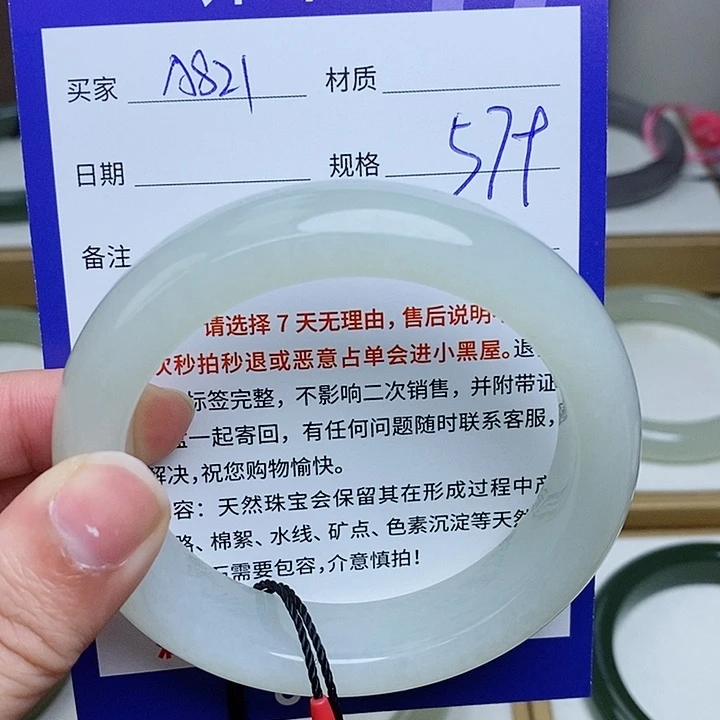 买家 A821 材质
日期 规格 57+
备注
请选择 7 天无理由，售后说明
次秒拍秒退或恶意占单会进小黑屋。退
标签完整，不影响二次销售，并附带证
一起寄回，有任何问题随时联系客服，
解决，祝您购物愉快。
容：天然珠宝会保留其在形成过程中产
、棉絮、水线、矿点、色素沉淀等天然
需要包容，介意慎拍！